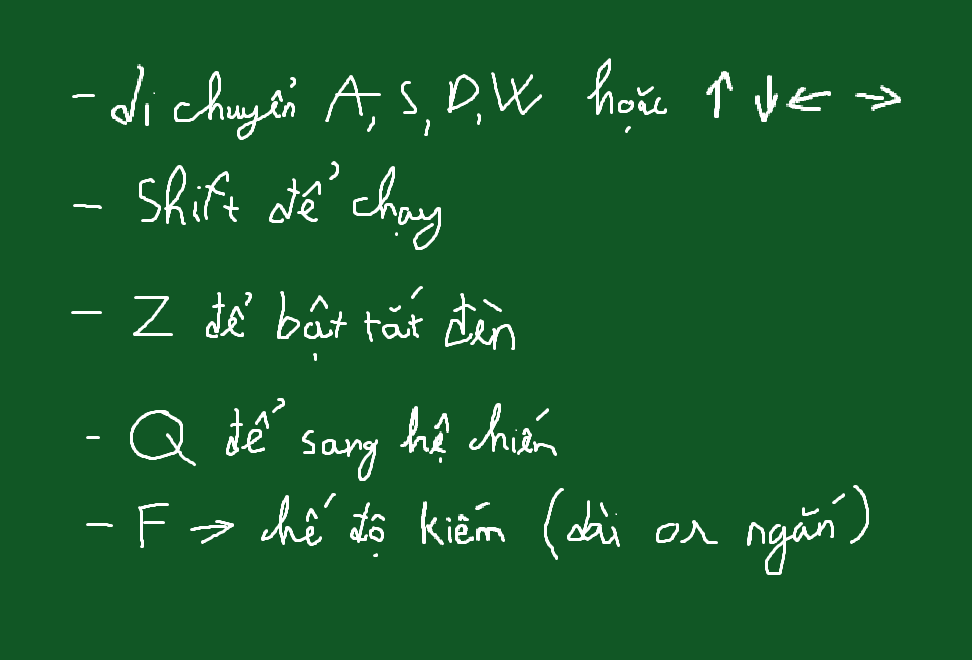 - di chuyển A, S, D, W hoặc ↑ ↓ ← →
- Shift để chạy
- Z để bật tắt đèn
- Q để sang hệ chiến
- F → chế độ kiếm (dài or ngắn)